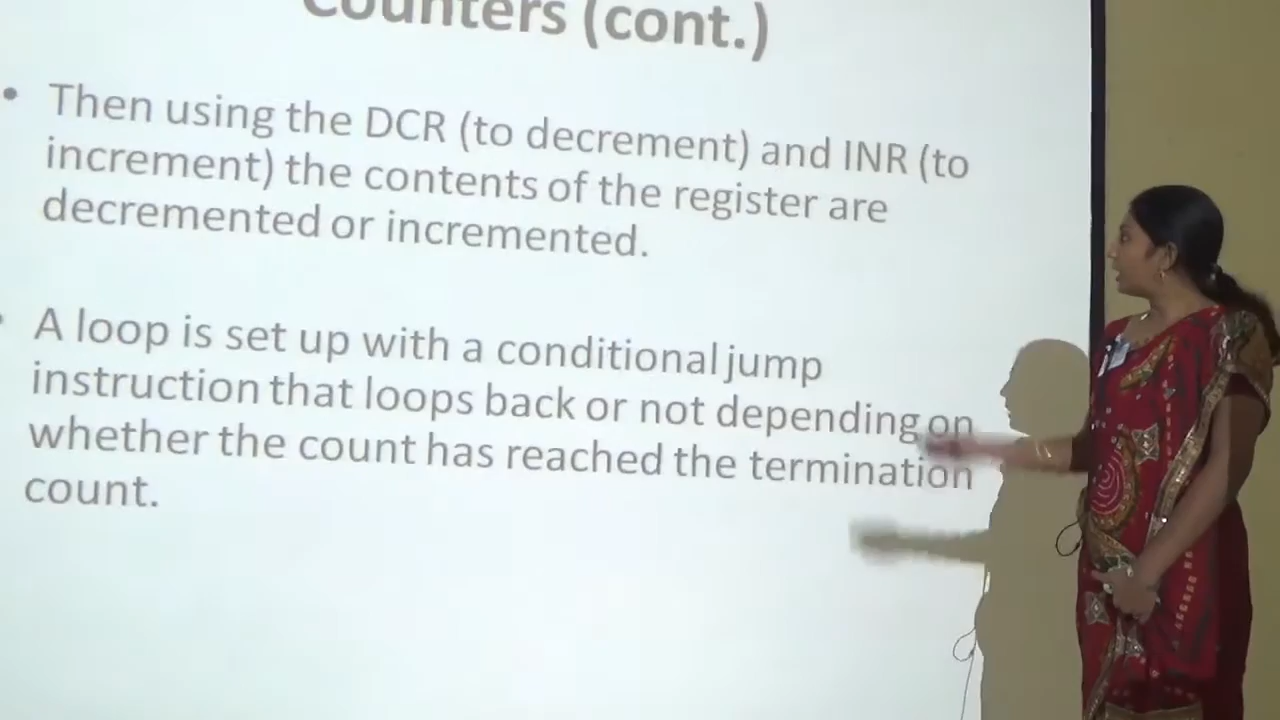 Counters (cont.)
• Then using the DCR (to decrement) and INR (to
increment) the contents of the register are
decremented or incremented.
• A loop is set up with a conditional jump
instruction that loops back or not depending on
whether the count has reached the termination
count.